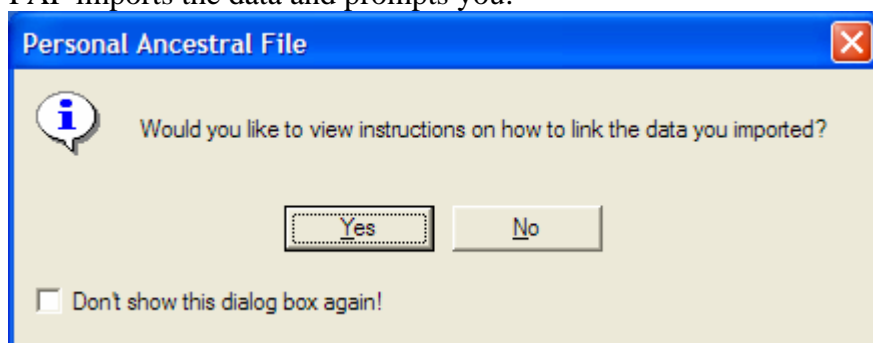 PAF imports the data and prompts you:
Personal Ancestral File
Would you like to view instructions on how to link the data you imported?
Yes
No
Don't show this dialog box again!